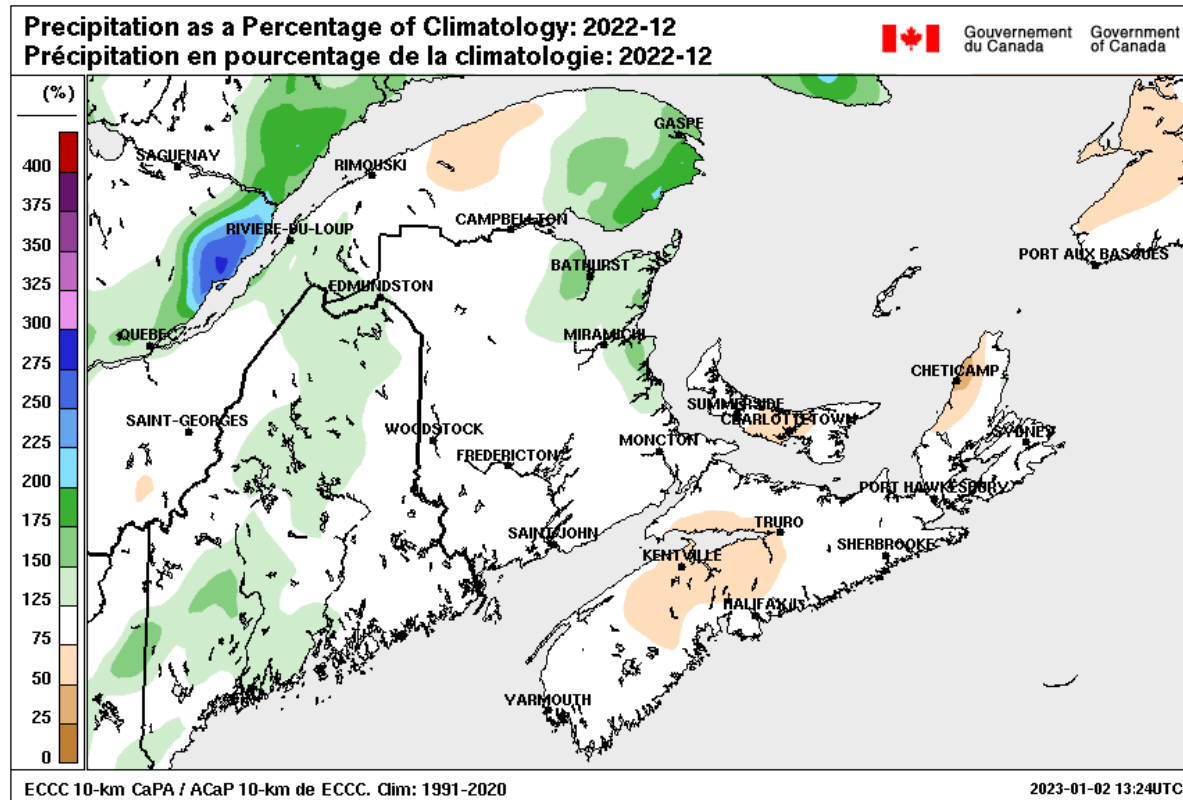 Precipitation as a Percentage of Climatology: 2022-12
Précipitation en pourcentage de la climatologie: 2022-12
Gouvernement du Canada
Government of Canada
(%)
400
375
350
325
300
275
250
225
200
175
150
125
75
50
25
0
GASPE
SAGUENAY
RIMOUSKI
CAMPBELLTON
RIVIERE-DU-LOUP
PORT AUX BASQUES
BATHURST
EDMUNDSTON
MIRAMICHI
QUEBEC
CHETICAMP
SUMMERSIDE
CHARLOTTETOWN
SAINT-GEORGES
WOODSTOCK
SYDNEY
MONCTON
FREDERICTON
PORT HAWKESBURY
TRURO
SAINT JOHN
SHERBROOKE
KENTVILLE
HALIFAX
YARMOUTH
ECCC 10-km CaPA / ACaP 10-km de ECCC. Clim: 1991-2020
2023-01-02 13:24UTC